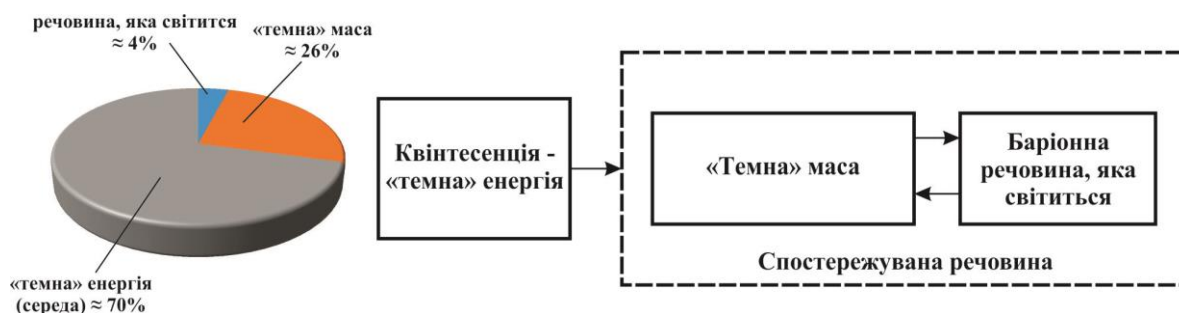 речовина, яка світится
≈ 4%
«темна» маса
≈ 26%
«темна» енергія
(середа) ≈ 70%
Квінтесенція -
«темна» енергія
«Темна» маса
Баріонна
речовина, яка
світиться
Спостережувана речовина